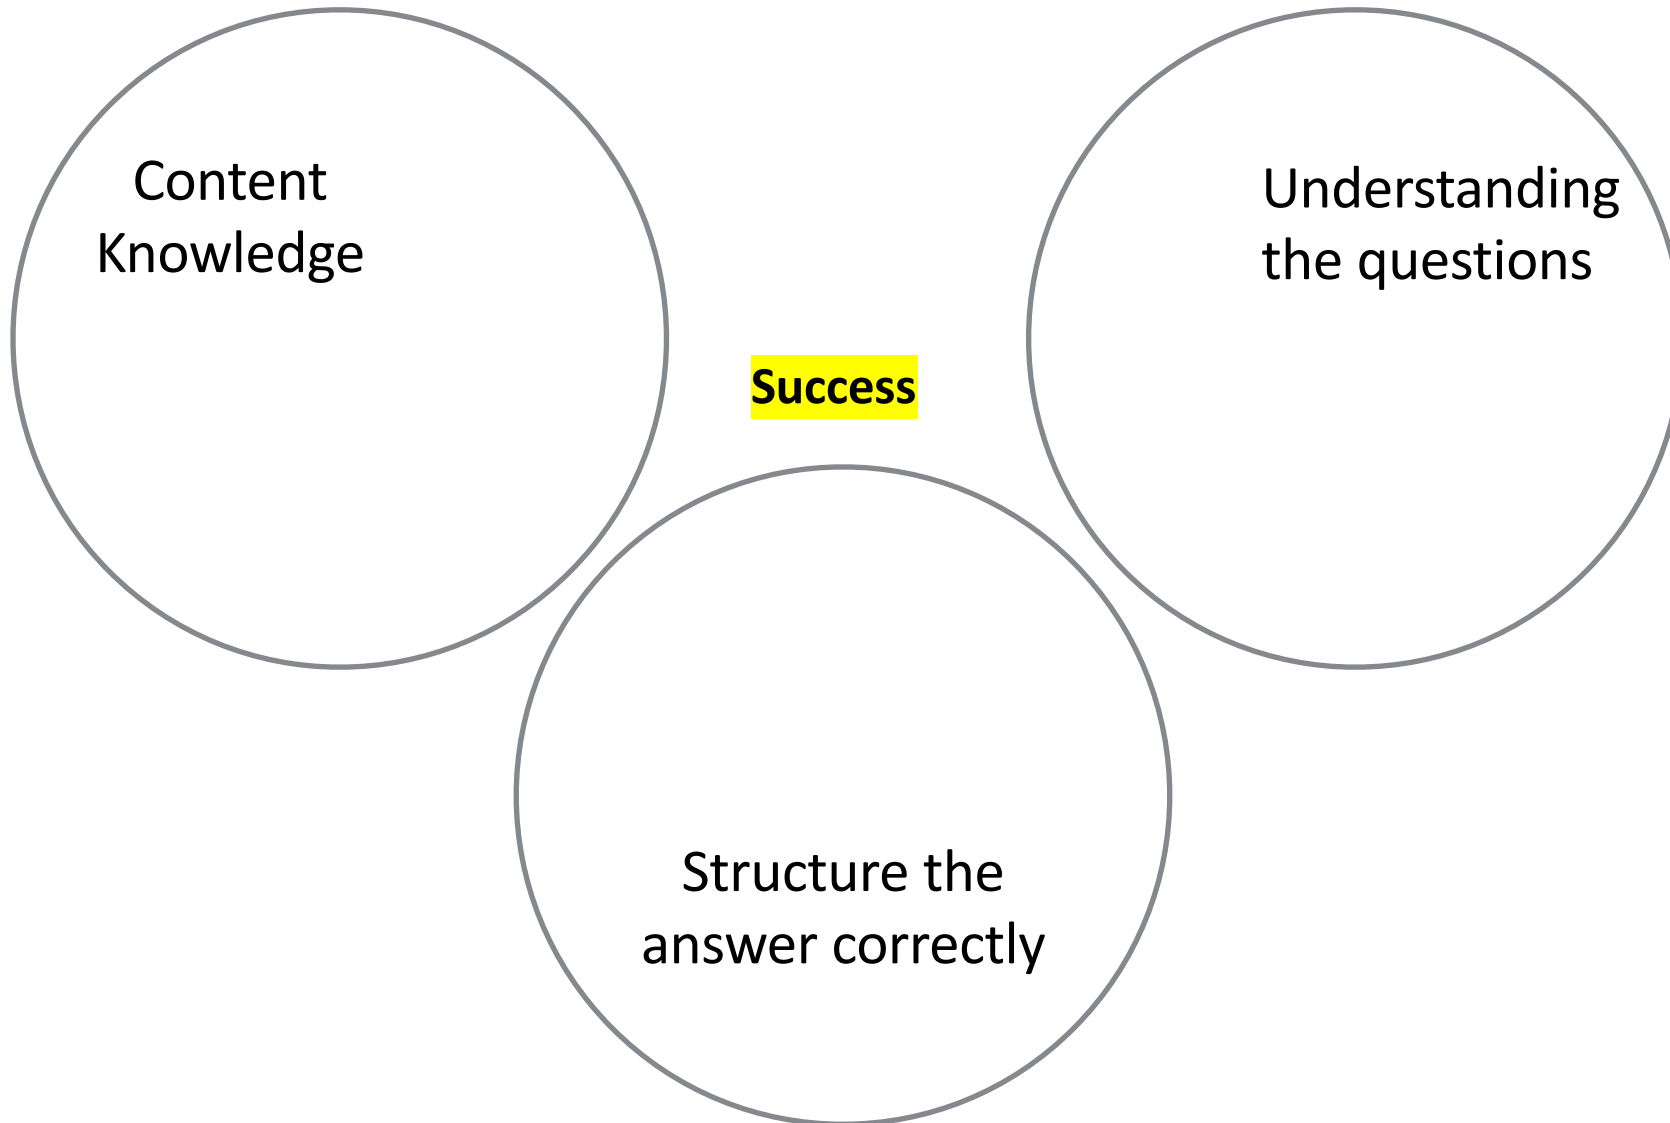 Content
Knowledge
Understanding
the questions
Success
Structure the
answer correctly